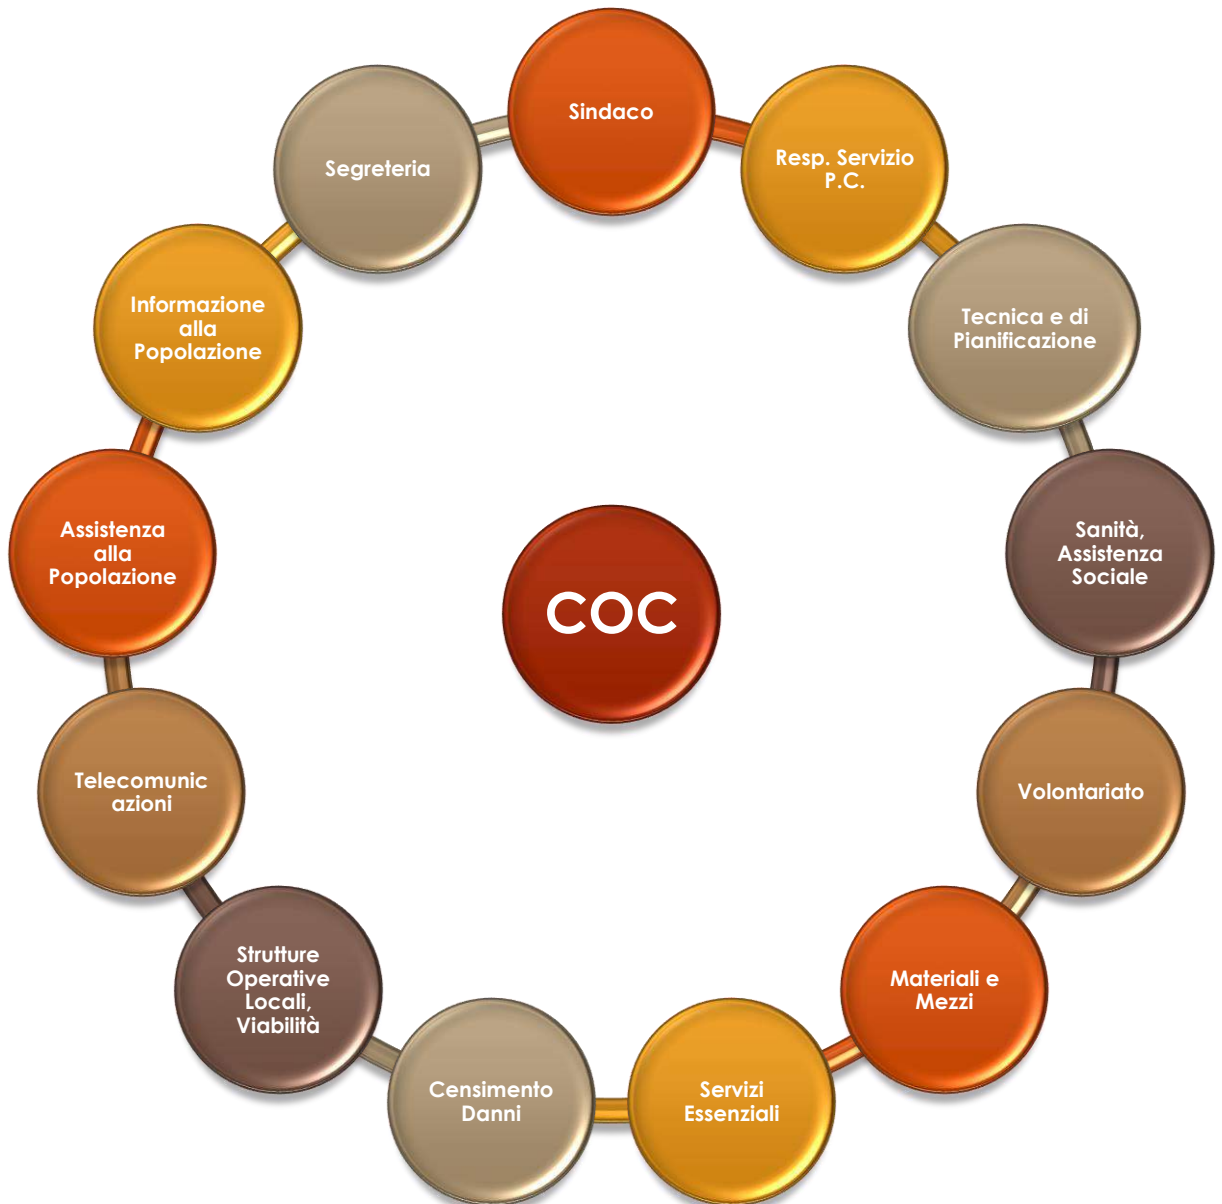 Sindaco
Resp. Servizio
P.C.
Tecnica e di
Pianificazione
Sanità,
Assistenza
Sociale
Volontariato
Materiali e
Mezzi
Servizi
Essenziali
Censimento
Danni
Strutture
Operative
Locali,
Viabilità
Telecomunic
azioni
Assistenza
alla
Popolazione
Informazione
alla
Popolazione
Segreteria
COC